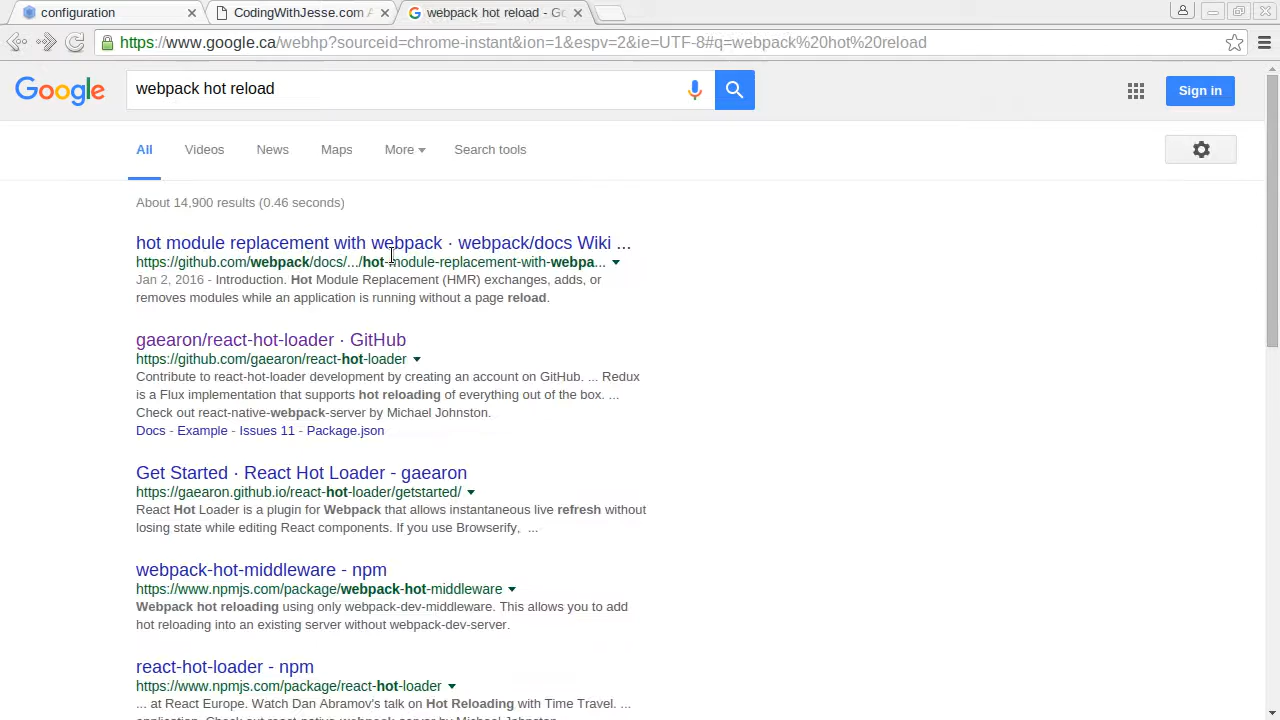 configuration
CodingWithJesse.com
webpack hot reload - Go
https://www.google.ca/webhp?sourceid=chrome-instant&ion=1&espv=2&ie=UTF-8#q=webpack%20hot%20reload
Google
webpack hot reload
Sign in
All
Videos
News
Maps
More
Search tools
About 14,900 results (0.46 seconds)
hot module replacement with webpack · webpack/docs Wiki ...
https://github.com/webpack/docs/.../hot-module-replacement-with-webpa...
Jan 2, 2016 - Introduction. Hot Module Replacement (HMR) exchanges, adds, or
removes modules while an application is running without a page reload.
gaearon/react-hot-loader · GitHub
https://github.com/gaearon/react-hot-loader
Contribute to react-hot-loader development by creating an account on GitHub. ... Redux
is a Flux implementation that supports hot reloading of everything out of the box. ...
Check out react-native-webpack-server by Michael Johnston.
Docs - Example - Issues 11 - Package.json
Get Started · React Hot Loader - gaearon
https://gaearon.github.io/react-hot-loader/getstarted/
React Hot Loader is a plugin for Webpack that allows instantaneous live refresh without
losing state while editing React components. If you use Browserify, ...
webpack-hot-middleware - npm
https://www.npmjs.com/package/webpack-hot-middleware
Webpack hot reloading using only webpack-dev-middleware. This allows you to add
hot reloading into an existing server without webpack-dev-server.
react-hot-loader - npm
https://www.npmjs.com/package/react-hot-loader
... at React Europe. Watch Dan Abramov's talk on Hot Reloading with Time Travel. ...
application. Check out react-native-webpack-server by Michael Johnston.